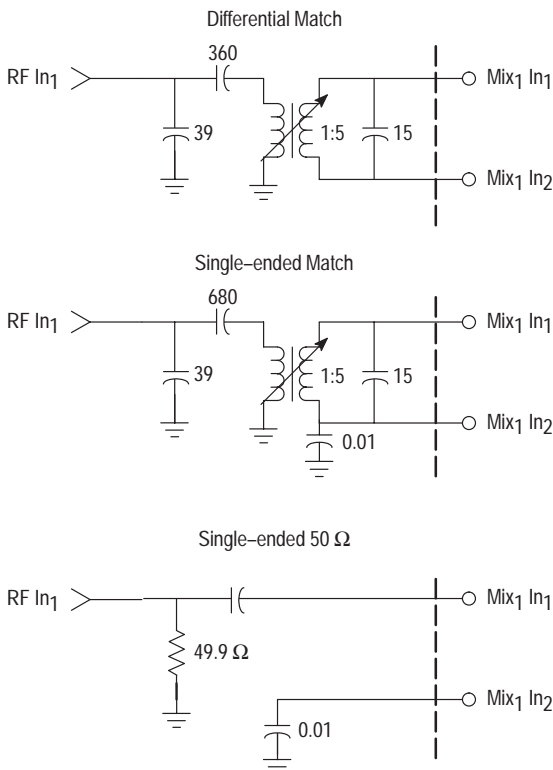 Differential Match
360
RF In1
39
1:5
15
Mix1 In1
Mix1 In2
Single–ended Match
680
RF In1
39
1:5
15
0.01
Mix1 In1
Mix1 In2
Single–ended 50 Ω
RF In1
49.9 Ω
0.01
Mix1 In1
Mix1 In2